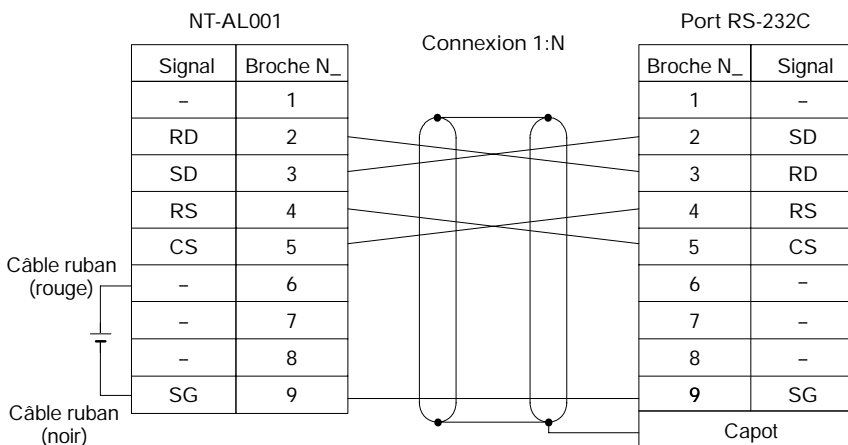 NT-AL001
Connexion 1:N
Port RS-232C
Signal Broche N_ Broche N_ Signal
– 1 1 –
RD 2 2 SD
SD 3 3 RD
RS 4 4 RS
CS 5 5 CS
Câble ruban
(rouge)
– 6 6 –
– 7 7 –
– 8 8 –
SG 9 9 SG
Câble ruban
(noir)
Capot